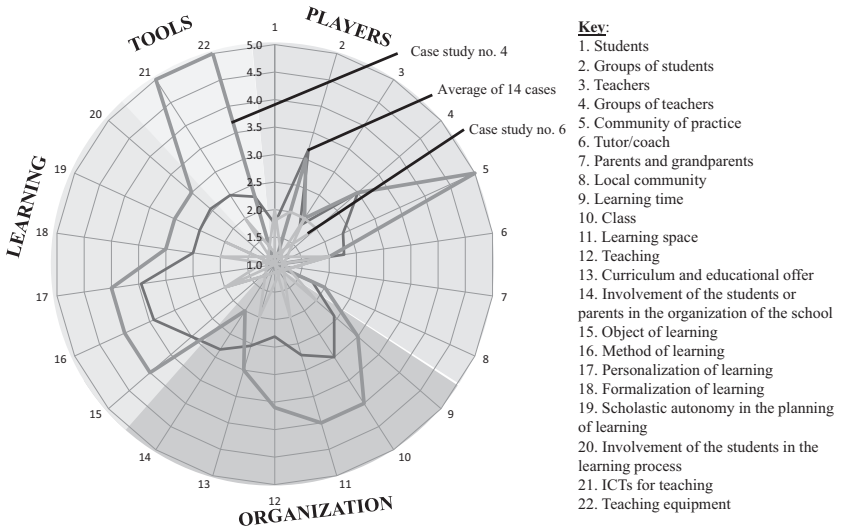 TOOLS
PLAYERS
LEARNING
ORGANIZATION
Case study no. 4
Average of 14 cases
Case study no. 6
1
2
3
4
5
6
7
8
9
10
11
12
13
14
15
16
17
18
19
20
21
22
5.0
4.5
4.0
3.5
3.0
2.5
2.0
1.5
1.0
Key:
1. Students
2. Groups of students
3. Teachers
4. Groups of teachers
5. Community of practice
6. Tutor/coach
7. Parents and grandparents
8. Local community
9. Learning time
10. Class
11. Learning space
12. Teaching
13. Curriculum and educational offer
14. Involvement of the students or
parents in the organization of the school
15. Object of learning
16. Method of learning
17. Personalization of learning
18. Formalization of learning
19. Scholastic autonomy in the planning
of learning
20. Involvement of the students in the
learning process
21. ICTs for teaching
22. Teaching equipment